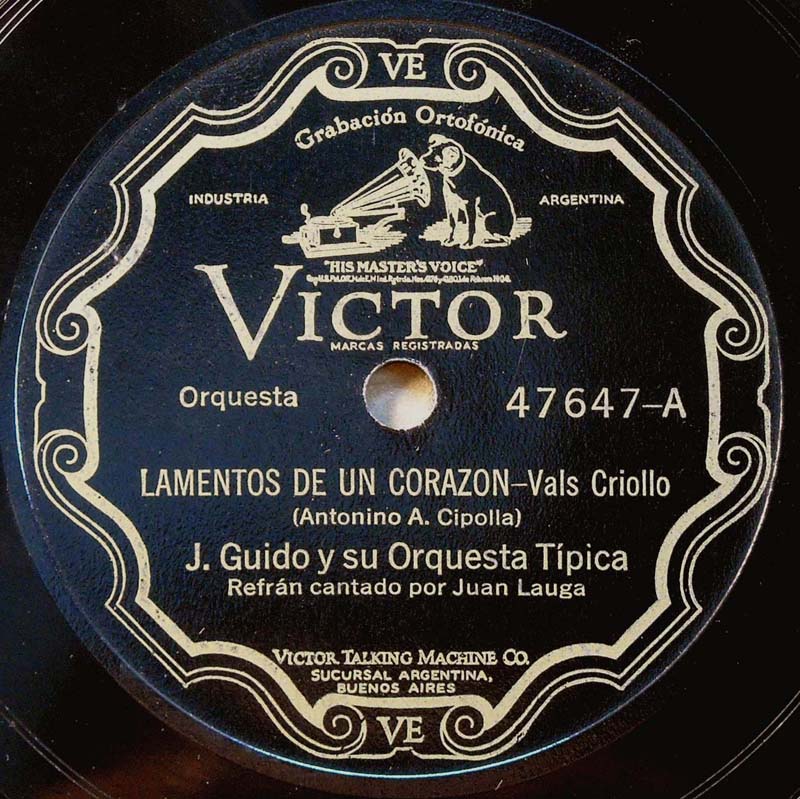 VE
Grabación Ortofónica
INDUSTRIA
ARGENTINA
"HIS MASTER'S VOICE"
VICTOR
MARCAS REGISTRADAS
Orquesta
47647-A
LAMENTOS DE UN CORAZON-Vals Criollo
(Antonino A. Cipolla)
J. Guido y su Orquesta Típica
Refrán cantado por Juan Lauga
VICTOR TALKING MACHINE CO.
SUCURSAL ARGENTINA,
BUENOS AIRES
VE